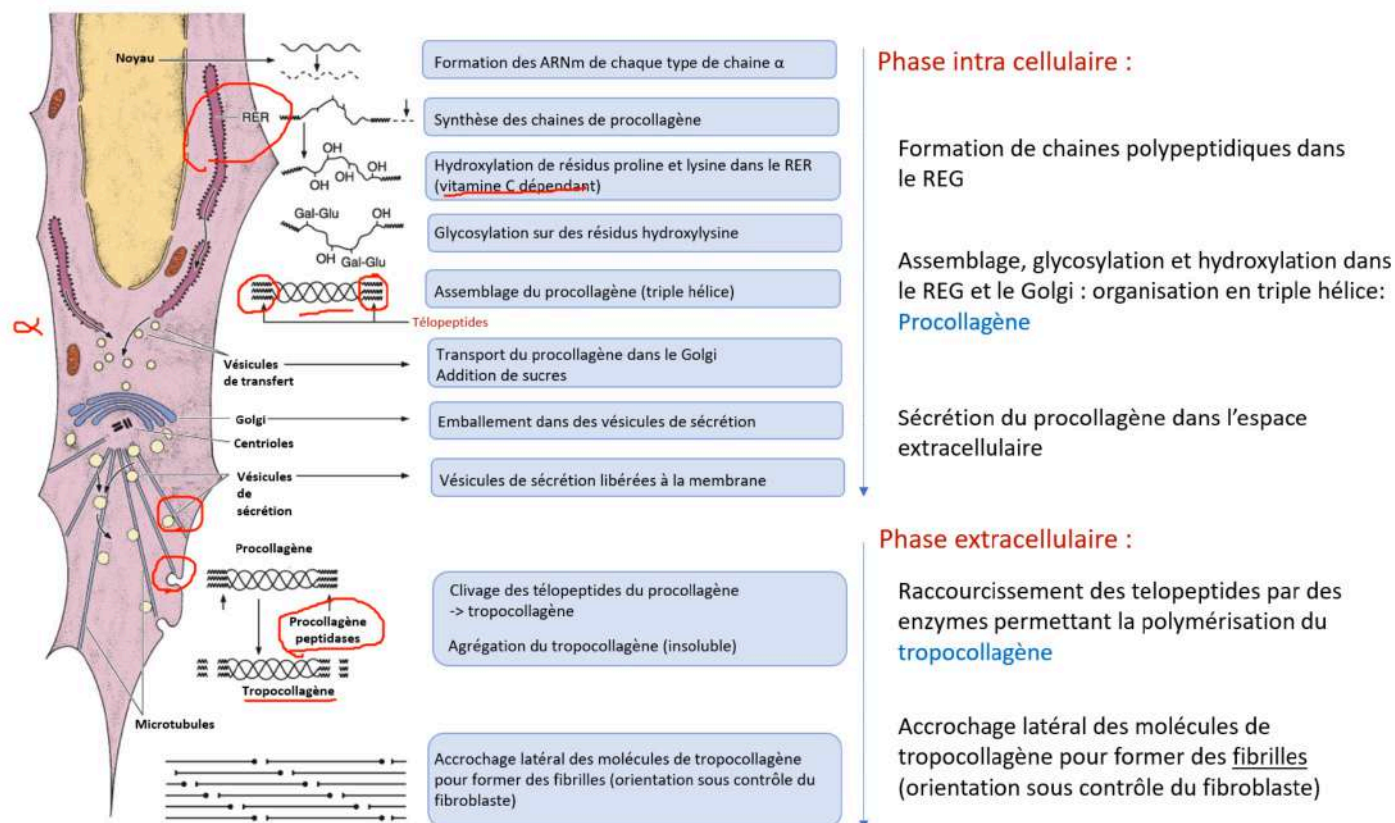 Noyau
Formation des ARNm de chaque type de chaine α
RER
Synthèse des chaines de procollagène
Hydroxylation de résidus proline et lysine dans le RER
(vitamine C dépendant)
OH
OH
OH
OH
Gal-Glu
OH
Glycosylation sur des résidus hydroxylysine
OH
Gal-Glu
Assemblage du procollagène (triple hélice)
Télopeptides
Vésicules
de transfert
Transport du procollagène dans le Golgi
Addition de sucres
Golgi
Emballement dans des vésicules de sécrétion
Centrioles
Vésicules
de
sécrétion
Vésicules de sécrétion libérées à la membrane
Procollagène
Procollagène
peptidases
Tropocollagène
Clivage des télopeptides du procollagène
-> tropocollagène
Agrégation du tropocollagène (insoluble)
Microtubules
Accrochage latéral des molécules de tropocollagène
pour former des fibrilles (orientation sous contrôle du
fibroblaste)
Phase intra cellulaire :
Formation de chaines polypeptidiques dans
le REG
Assemblage, glycosylation et hydroxylation dans
le REG et le Golgi : organisation en triple hélice:
Procollagène
Sécrétion du procollagène dans l'espace
extracellulaire
Phase extracellulaire :
Raccourcissement des telopeptides par des
enzymes permettant la polymérisation du
tropocollagène
Accrochage latéral des molécules de
tropocollagène pour former des fibrilles
(orientation sous contrôle du fibroblaste)